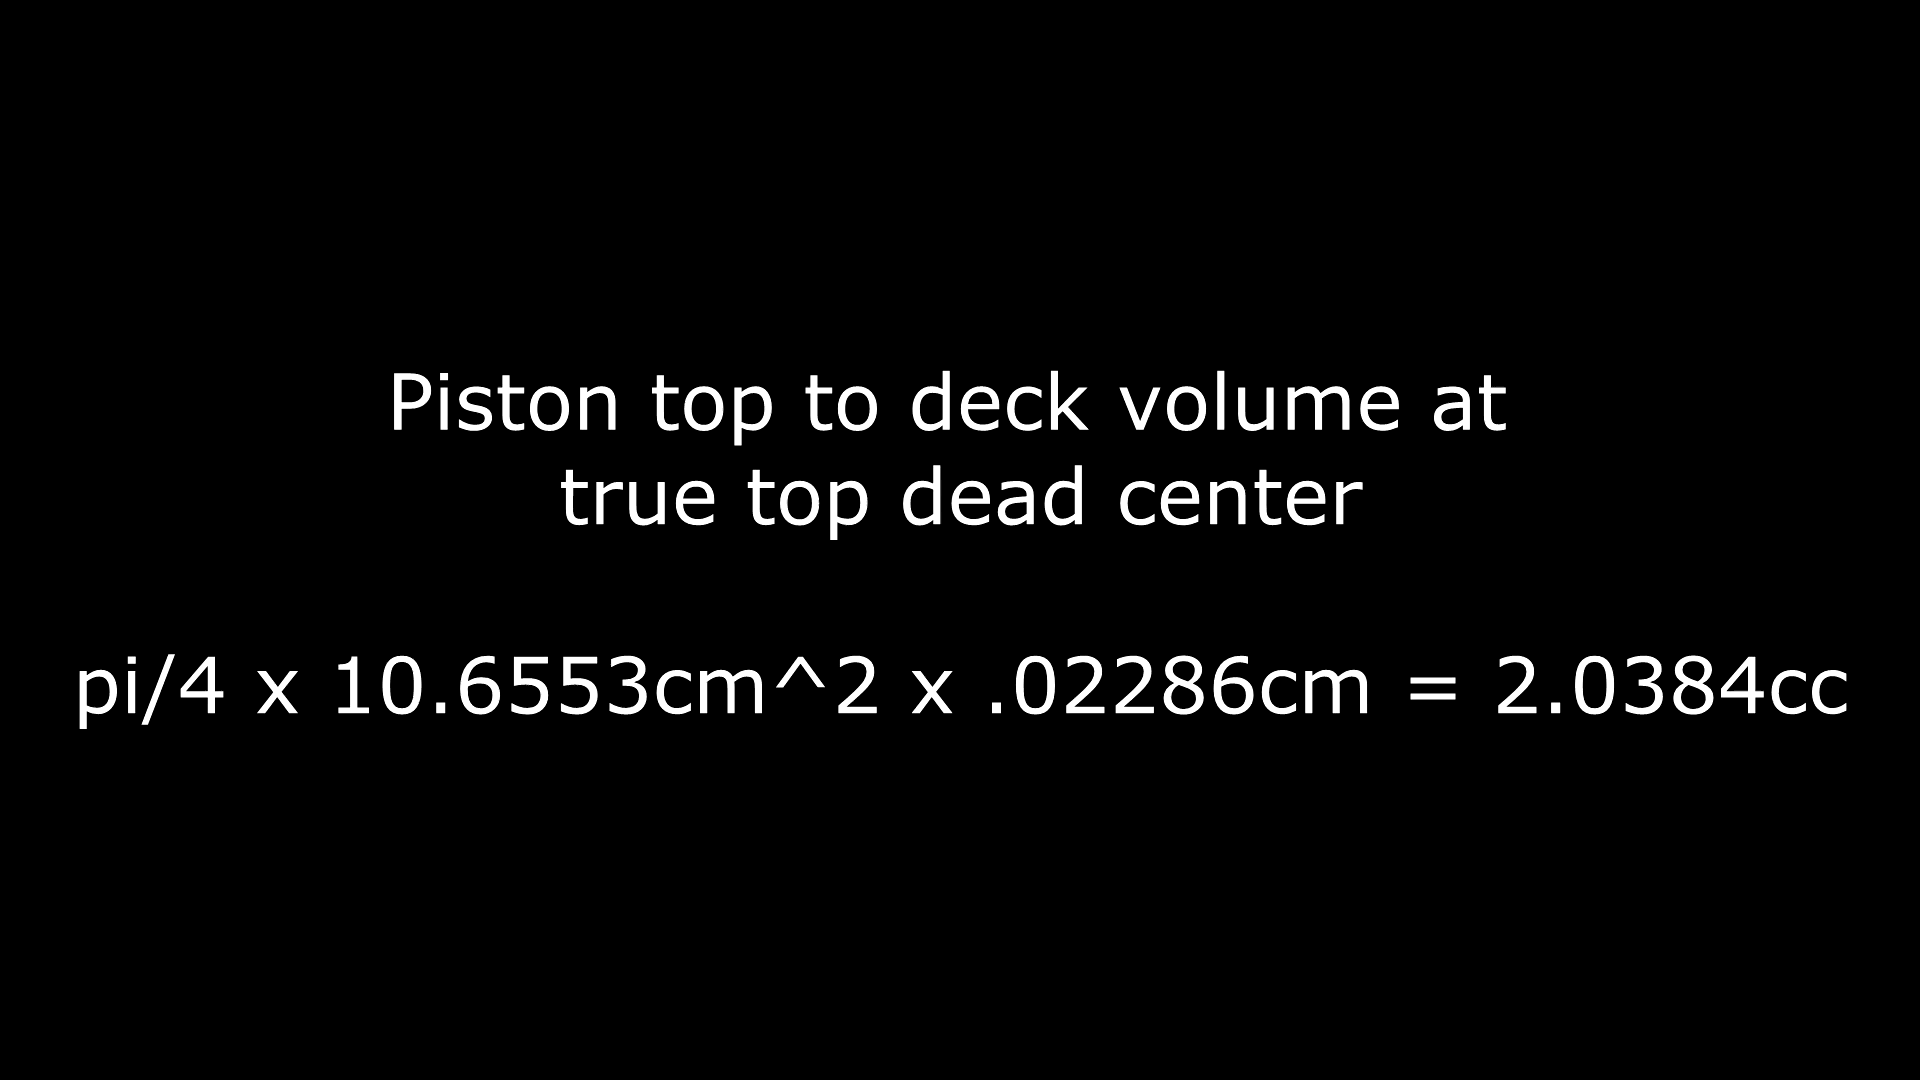 Piston top to deck volume at
true top dead center
pi/4 x 10.6553cm^2 x .02286cm = 2.0384cc